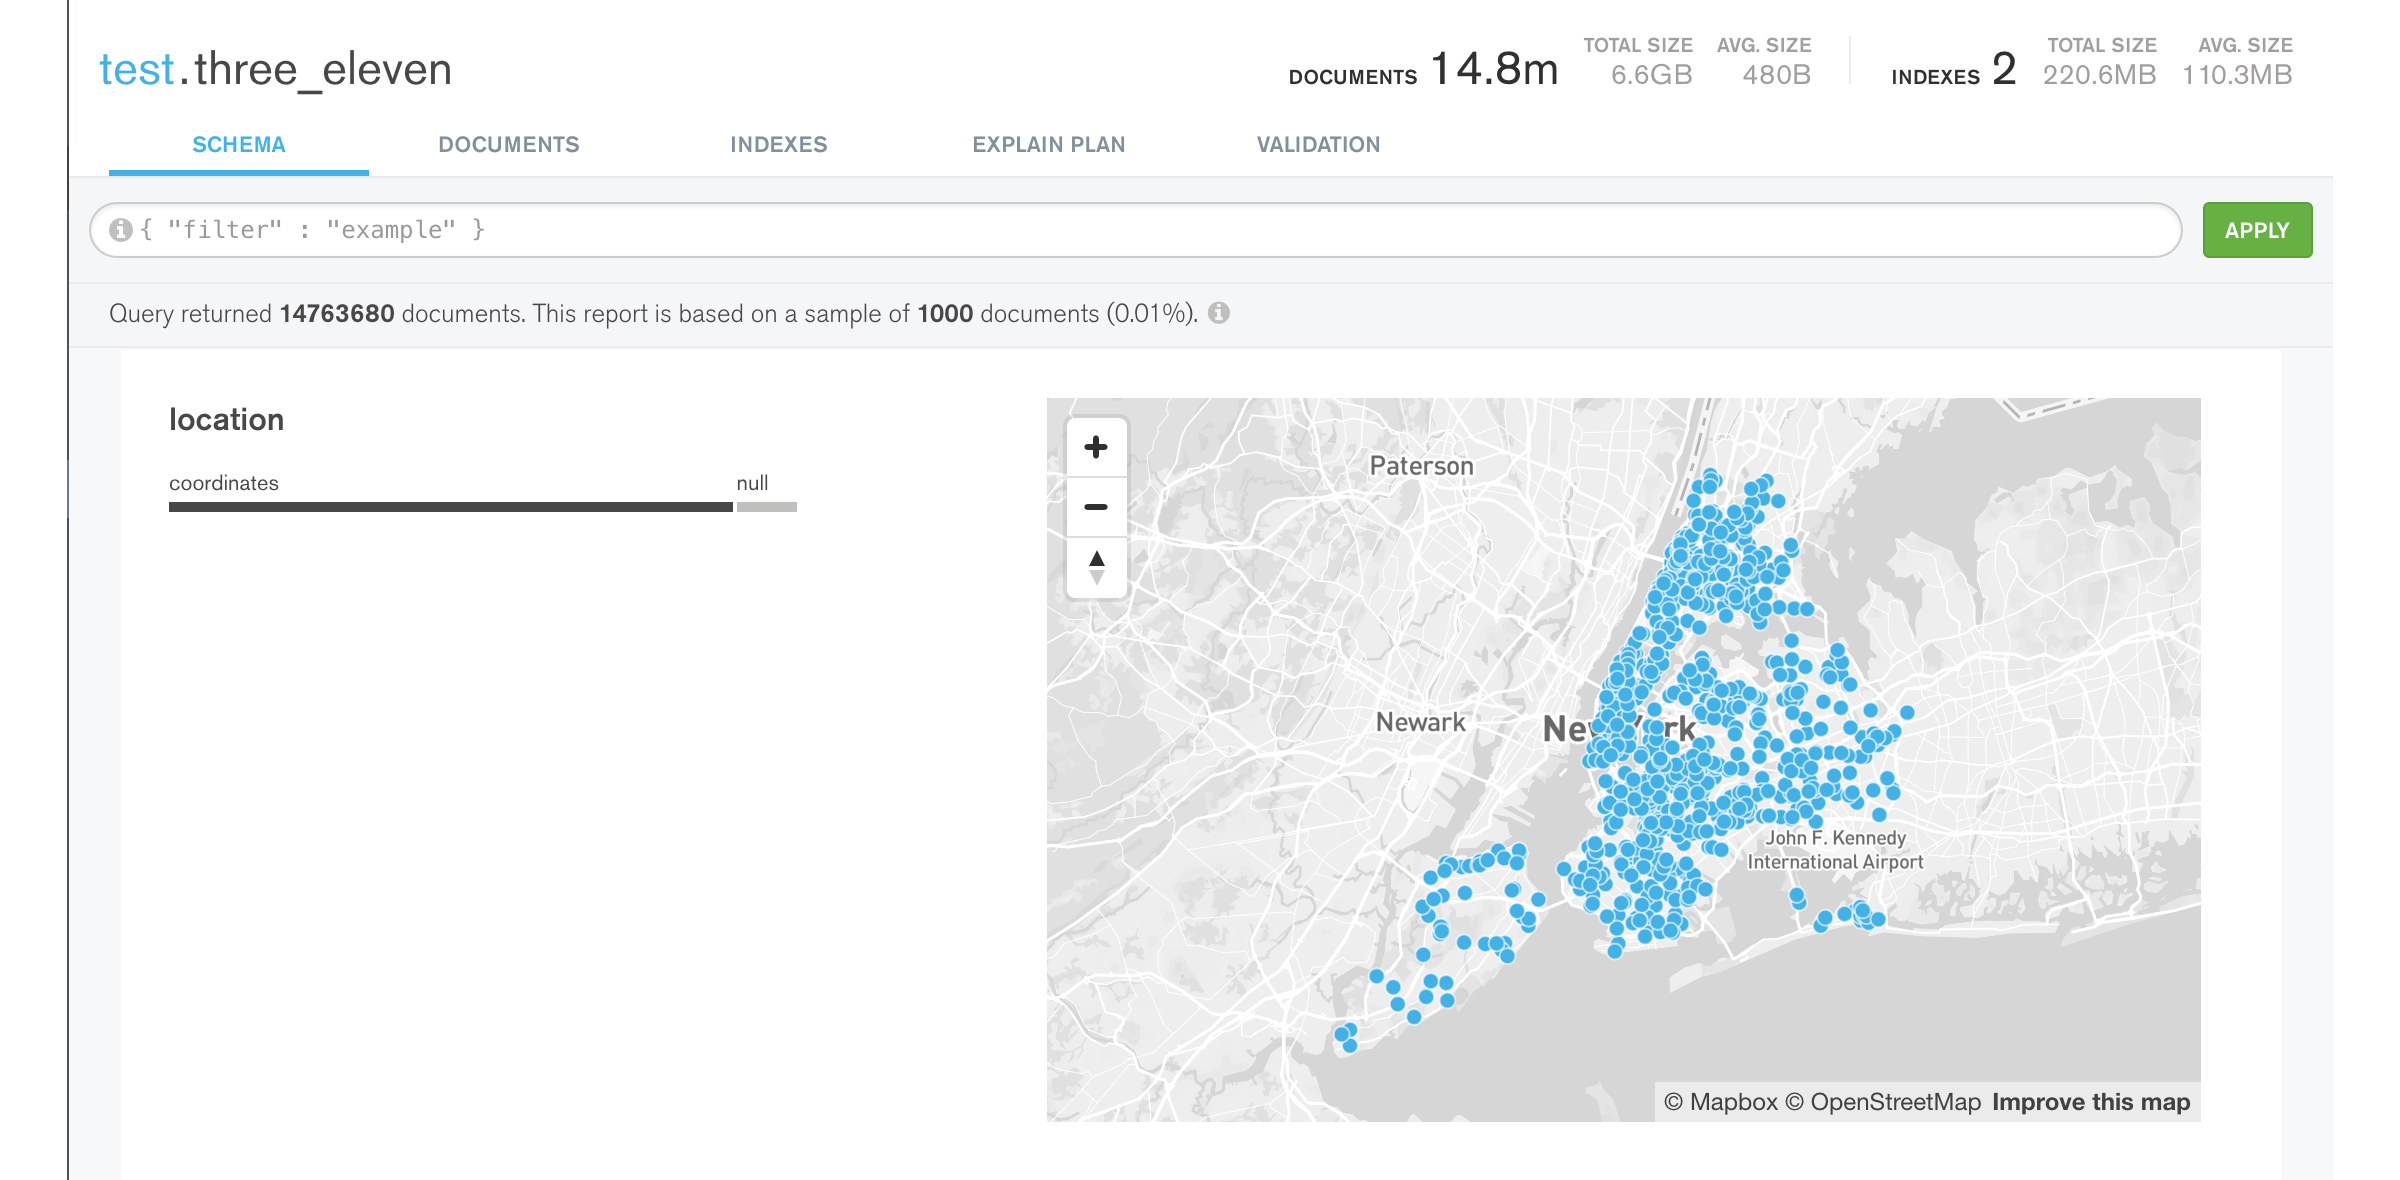 test.three_eleven
DOCUMENTS 14.8m TOTAL SIZE 6.6GB AVG. SIZE 480B INDEXES 2 TOTAL SIZE 220.6MB AVG. SIZE 110.3MB
SCHEMA DOCUMENTS INDEXES EXPLAIN PLAN VALIDATION
{ "filter" : "example" }
APPLY
Query returned 14763680 documents. This report is based on a sample of 1000 documents (0.01%).
location
coordinates null
Paterson
Newark
New York
John F. Kennedy
International Airport
© Mapbox © OpenStreetMap Improve this map